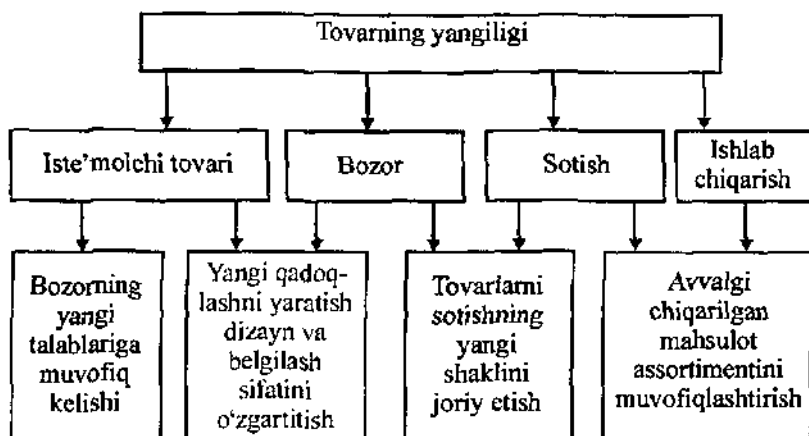 Tovarning yangiligi
Iste'molchi tovari
Bozor
Sotish
Ishlab
chiqarish
Bozorning
yangi
talablariga
muvofiq
kelishi
Yangi qadoq-
lashni yaratish
dizayn va
belgilash
sifatini
o‘zgartitish
Tovarlarni
sotishning
yangi
shaklini
joriy etish
Avvalgi
chiqarilgan
mahsulot
assortimentini
muvofiqlashtirish